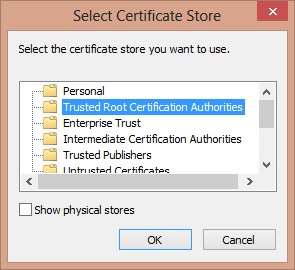 Select Certificate Store
Select the certificate store you want to use.
Personal
Trusted Root Certification Authorities
Enterprise Trust
Intermediate Certification Authorities
Trusted Publishers
Untrusted Certificates
Show physical stores
OK
Cancel